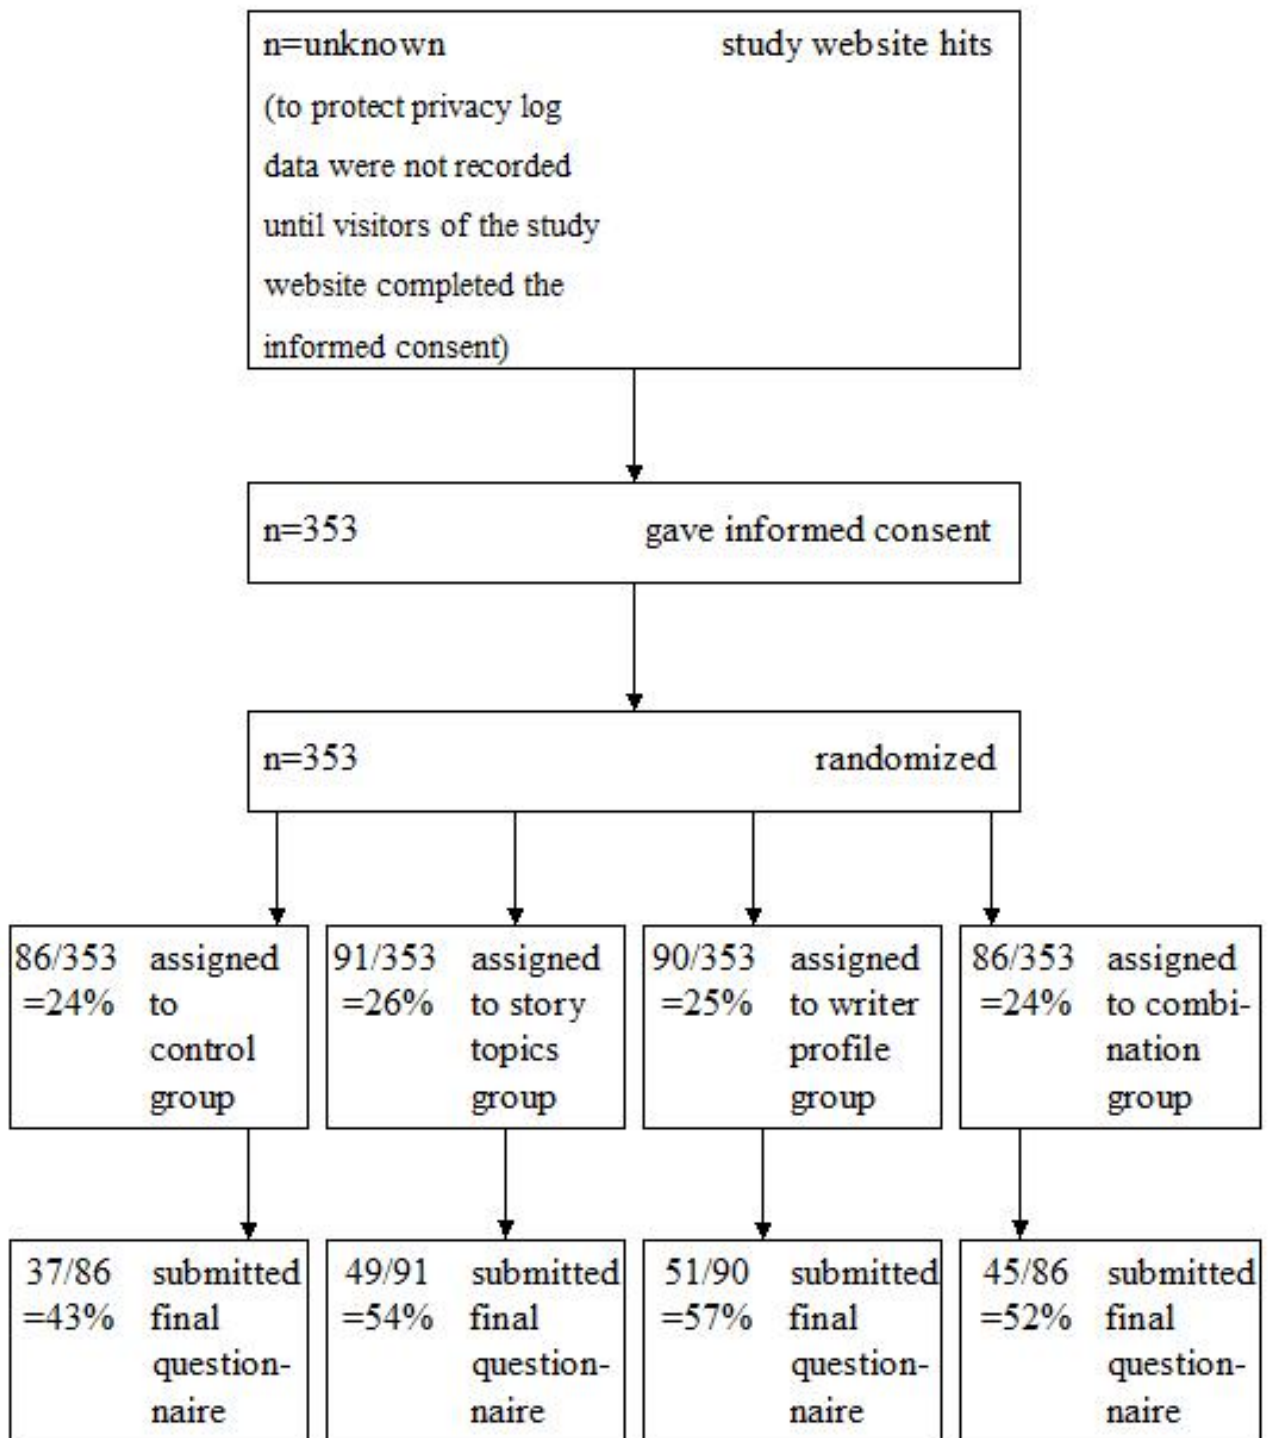 n=unknown study website hits
(to protect privacy log
data were not recorded
until visitors of the study
website completed the
informed consent)
n=353 gave informed consent
n=353 randomized
86/353 assigned
=24% to
control
group
91/353 assigned
=26% to story
topics
group
90/353 assigned
=25% to writer
profile
group
86/353 assigned
=24% to combi-
nation
group
37/86 submitted
=43% final
question-
naire
49/91 submitted
=54% final
question-
naire
51/90 submitted
=57% final
question-
naire
45/86 submitted
=52% final
question-
naire